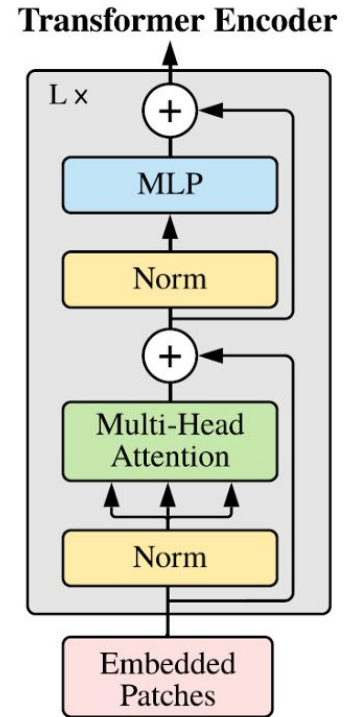 Transformer Encoder
L ×
+
MLP
Norm
+
Multi-Head
Attention
Norm
Embedded
Patches